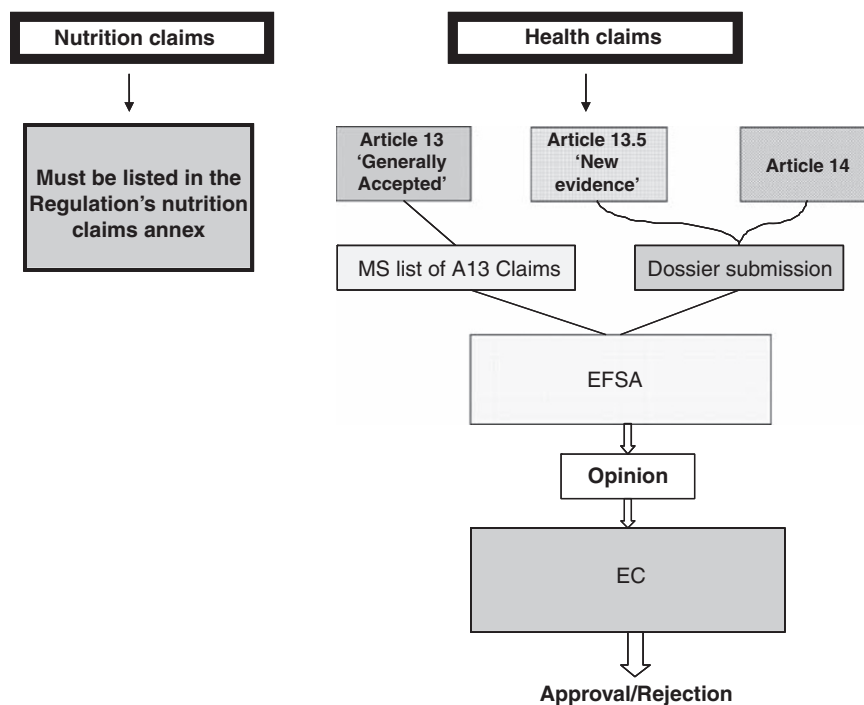 Nutrition claims
Health claims
Must be listed in the
Regulation’s nutrition
claims annex
Article 13
‘Generally
Accepted’
Article 13.5
‘New
evidence’
Article 14
MS list of A13 Claims
Dossier submission
EFSA
Opinion
EC
Approval/Rejection